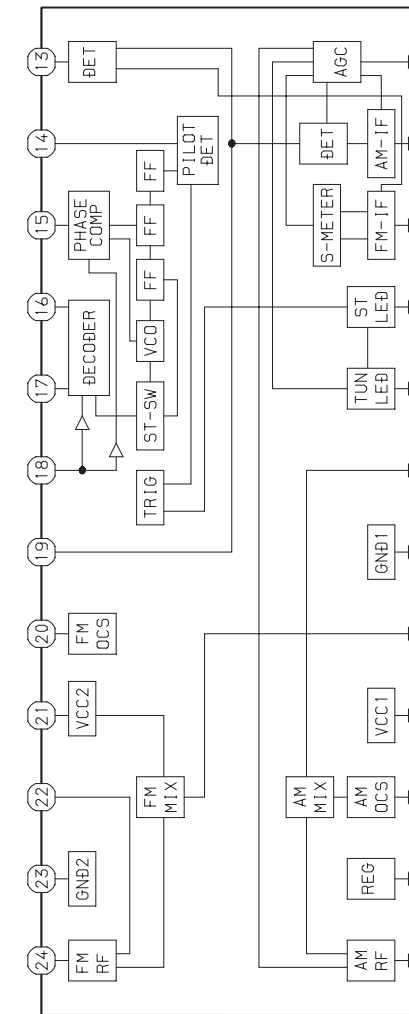 13
14
15
16
17
18
19
20
21
22
23
24
DET
PHASE
COMP
DECODER
FM
OCS
VCC2
GND2
FM
RF
PILOT
DET
FF
FF
FF
VCO
ST-SW
TRIG
FM
MIX
AGC
DET
AM-IF
S-METER
FM-IF
ST
LED
TUN
LED
GND1
VCC1
AM
MIX
AM
OCS
REG
AM
RF